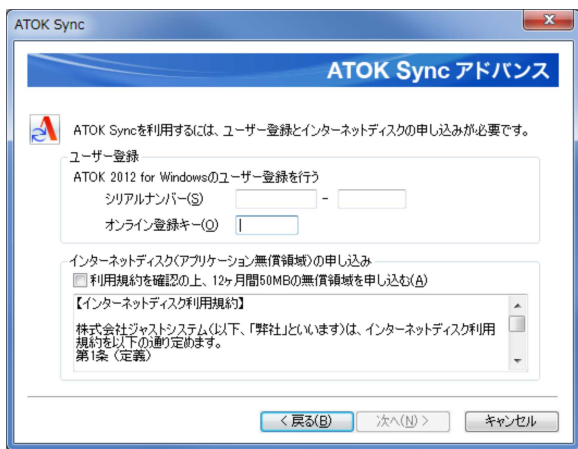 ATOK Sync
ATOK Sync アドバンス
ATOK Syncを利用するには、ユーザー登録とインターネットディスクの申し込みが必要です。
ユーザー登録
ATOK 2012 for Windowsのユーザー登録を行う
シリアルナンバー(S)
-
オンライン登録キー(O)
インターネットディスク(アプリケーション無償領域)の申し込み
利用規約を確認の上、12ヶ月間50MBの無償領域を申し込む(A)
【インターネットディスク利用規約】
株式会社ジャストシステム(以下、「弊社」といいます)は、インターネットディスク利用
規約を以下の通り定めます。
第1条 (定義)
< 戻る(B)
次へ(N) >
キャンセル